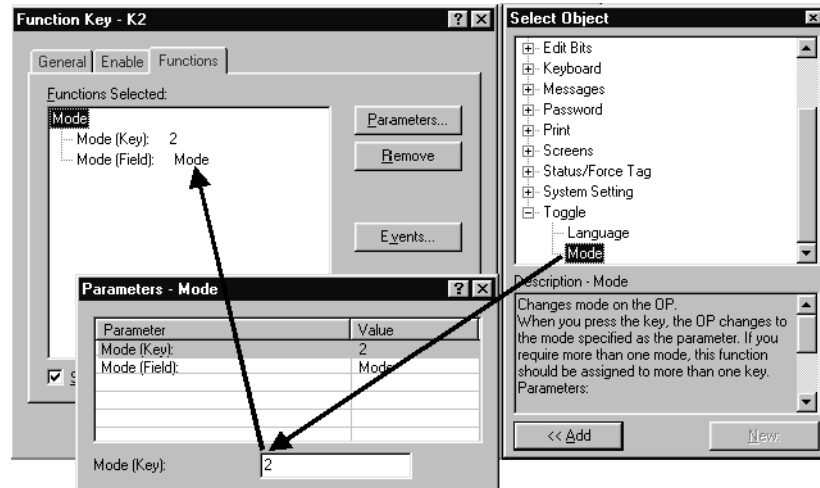 Function Key - K2
General Enable Functions
Functions Selected:
Mode
Mode (Key): 2
Mode (Field): Mode
Parameters...
Remove
Events...
Parameters - Mode
Parameter Value
Mode (Key): 2
Mode (Field): Mode
Mode (Key): 2
Select Object
Edit Bits
Keyboard
Messages
Password
Print
Screens
Status/Force Tag
System Setting
Toggle
Language
Mode
Description - Mode
Changes mode on the OP.
When you press the key, the OP changes to
the mode specified as the parameter. If you
require more than one mode, this function
should be assigned to more than one key.
Parameters:
<< Add
New: